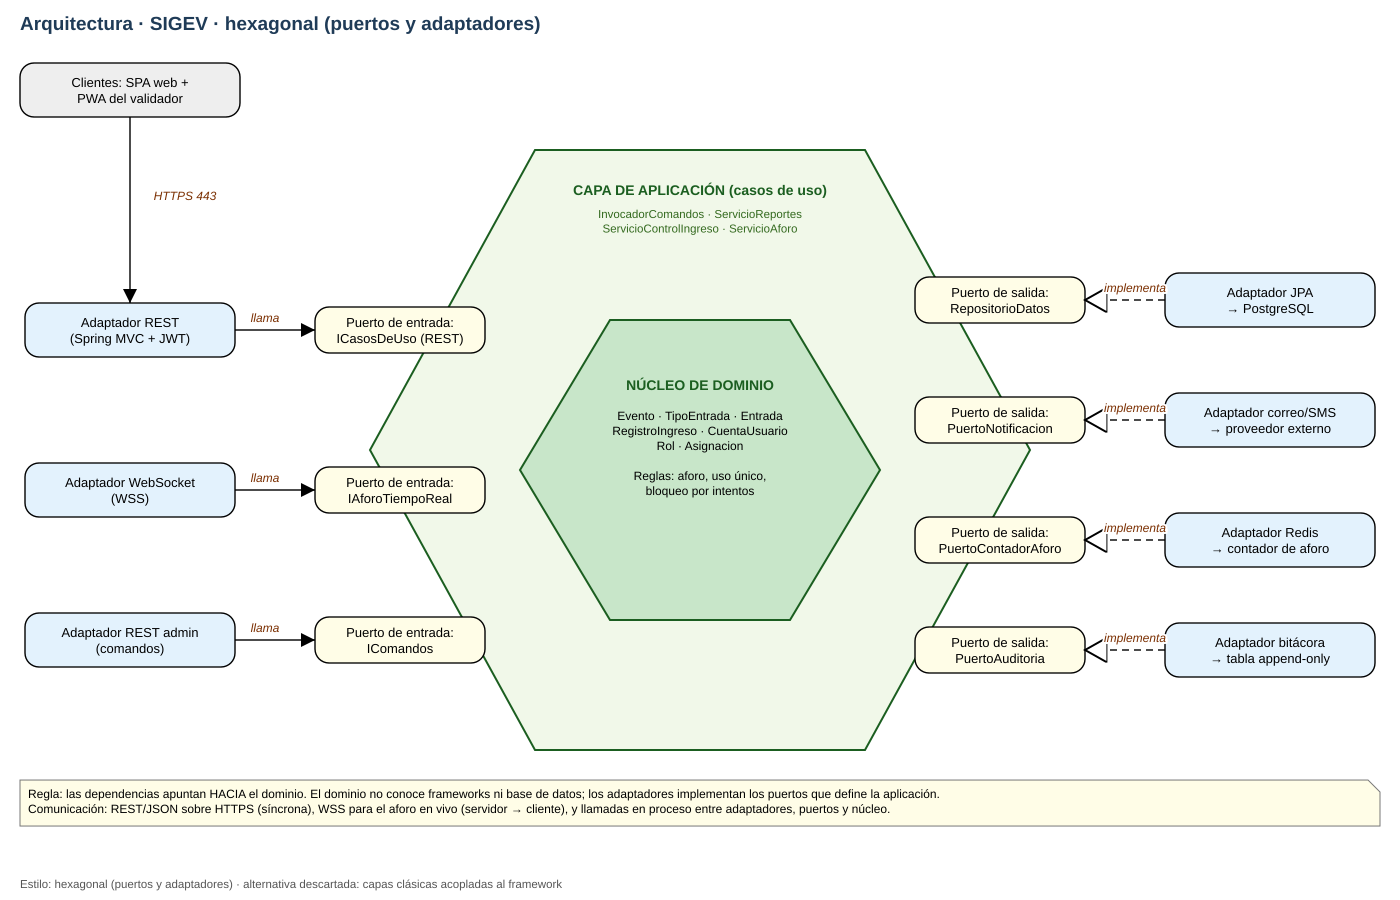 Arquitectura · SIGEV · hexagonal (puertos y adaptadores)
Clientes: SPA web +
PWA del validador
HTTPS 443
CAPA DE APLICACIÓN (casos de uso)
InvocadorComandos · ServicioReportes
ServicioControlIngreso · ServicioAforo
Adaptador REST
(Spring MVC + JWT)
llama
Puerto de entrada:
ICasosDeUso (REST)
Adaptador WebSocket
(WSS)
llama
Puerto de entrada:
IAforoTiempoReal
Adaptador REST admin
(comandos)
llama
Puerto de entrada:
IComandos
NÚCLEO DE DOMINIO
Evento · TipoEntrada · Entrada
RegistroIngreso · CuentaUsuario
Rol · Asignacion
Reglas: aforo, uso único,
bloqueo por intentos
Puerto de salida:
RepositorioDatos
implementa
Adaptador JPA
→ PostgreSQL
Puerto de salida:
PuertoNotificacion
implementa
Adaptador correo/SMS
→ proveedor externo
Puerto de salida:
PuertoContadorAforo
implementa
Adaptador Redis
→ contador de aforo
Puerto de salida:
PuertoAuditoria
implementa
Adaptador bitácora
→ tabla append-only
Regla: las dependencias apuntan HACIA el dominio. El dominio no conoce frameworks ni base de datos; los adaptadores implementan los puertos que define la aplicación.
Comunicación: REST/JSON sobre HTTPS (síncrona), WSS para el aforo en vivo (servidor → cliente), y llamadas en proceso entre adaptadores, puertos y núcleo.
Estilo: hexagonal (puertos y adaptadores) · alternativa descartada: capas clásicas acopladas al framework